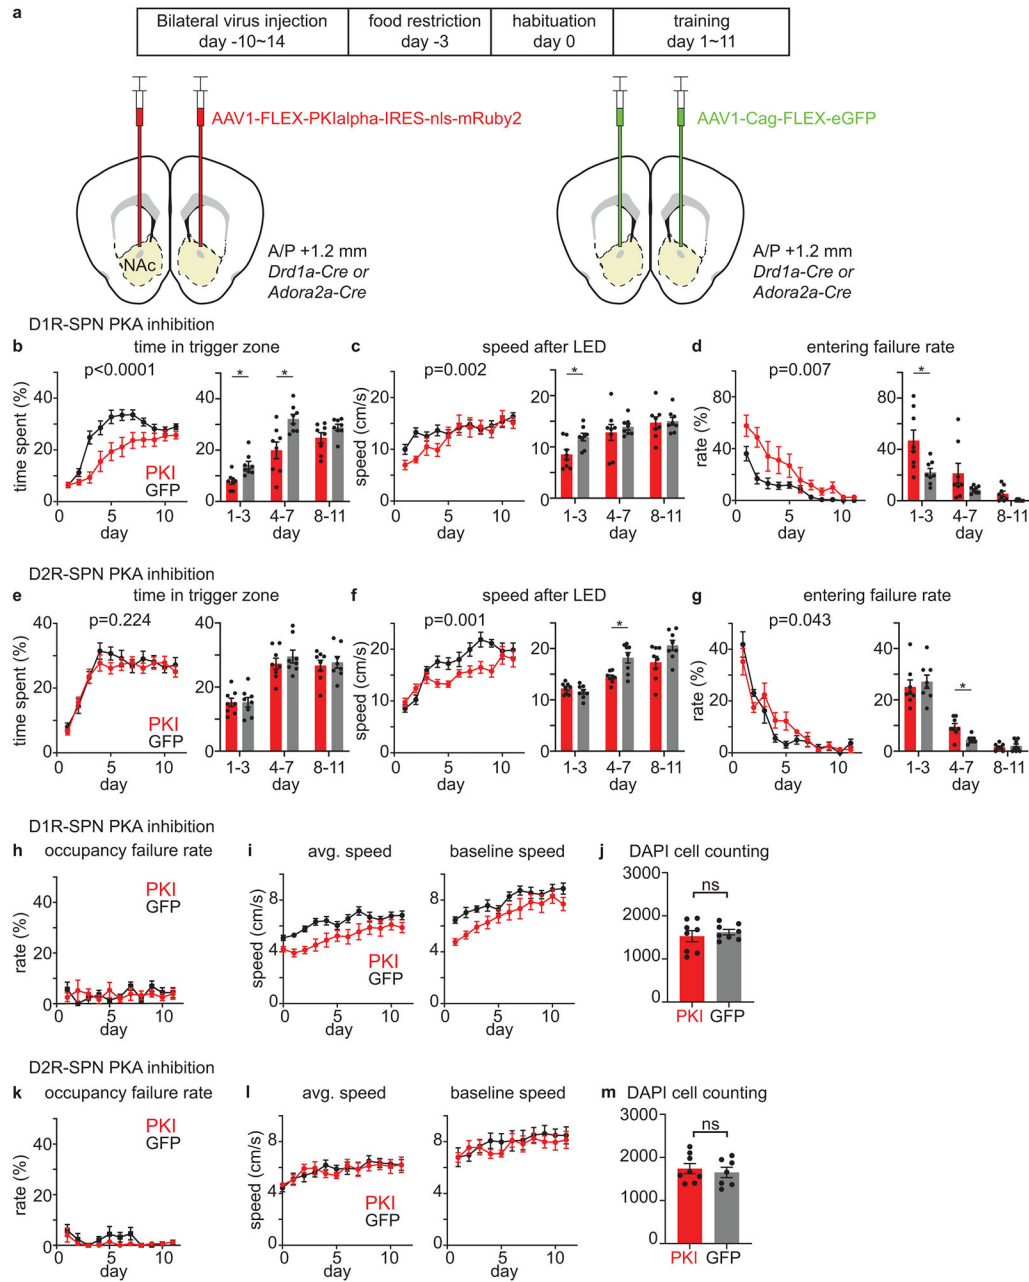 a
Bilateral virus injection food restriction habituation training
day -10~14 day -3 day 0 day 1~11
AAV1-FLEX-PKIalpha-IRES-nls-mRuby2 AAV1-Cag-FLEX-eGFP
NAc
A/P +1.2 mm A/P +1.2 mm
Drd1a-Cre or Drd1a-Cre or
Adora2a-Cre Adora2a-Cre
D1R-SPN PKA inhibition
b time in trigger zone c speed after LED d entering failure rate
p<0.0001 * * p=0.002 * p=0.007 *
time spent (%) speed (cm/s) rate (%)
40 40 20 20 80 80
20 20 10 10 40 40
0 0 0 0 0 0
PKI
GFP
0 5 10 1-3 4-7 8-11 0 5 10 1-3 4-7 8-11 0 5 10 1-3 4-7 8-11
day day day day day day
D2R-SPN PKA inhibition
e time in trigger zone f speed after LED g entering failure rate
p=0.224 p=0.001 * p=0.043 *
time spent (%) speed (cm/s) rate (%)
40 40 20 20 40 40
20 20 10 10 20 20
0 0 0 0 0 0
PKI
GFP
0 5 10 1-3 4-7 8-11 0 5 10 1-3 4-7 8-11 0 5 10 1-3 4-7 8-11
day day day day day day
D1R-SPN PKA inhibition
h occupancy failure rate i avg. speed baseline speed j DAPI cell counting
PKI
GFP
rate (%) speed (cm/s) ns
40 8 8 3000
20 4 4 2000
0 0 0 1000
0
PKI
GFP
0 5 10 0 5 10 0 5 10 PKI GFP
day day day
D2R-SPN PKA inhibition
k occupancy failure rate l avg. speed baseline speed m DAPI cell counting
PKI
GFP
rate (%) speed (cm/s) ns
40 8 8 3000
20 4 4 2000
0 0 0 1000
0
PKI
GFP
0 5 10 0 5 10 0 5 10 PKI GFP
day day day